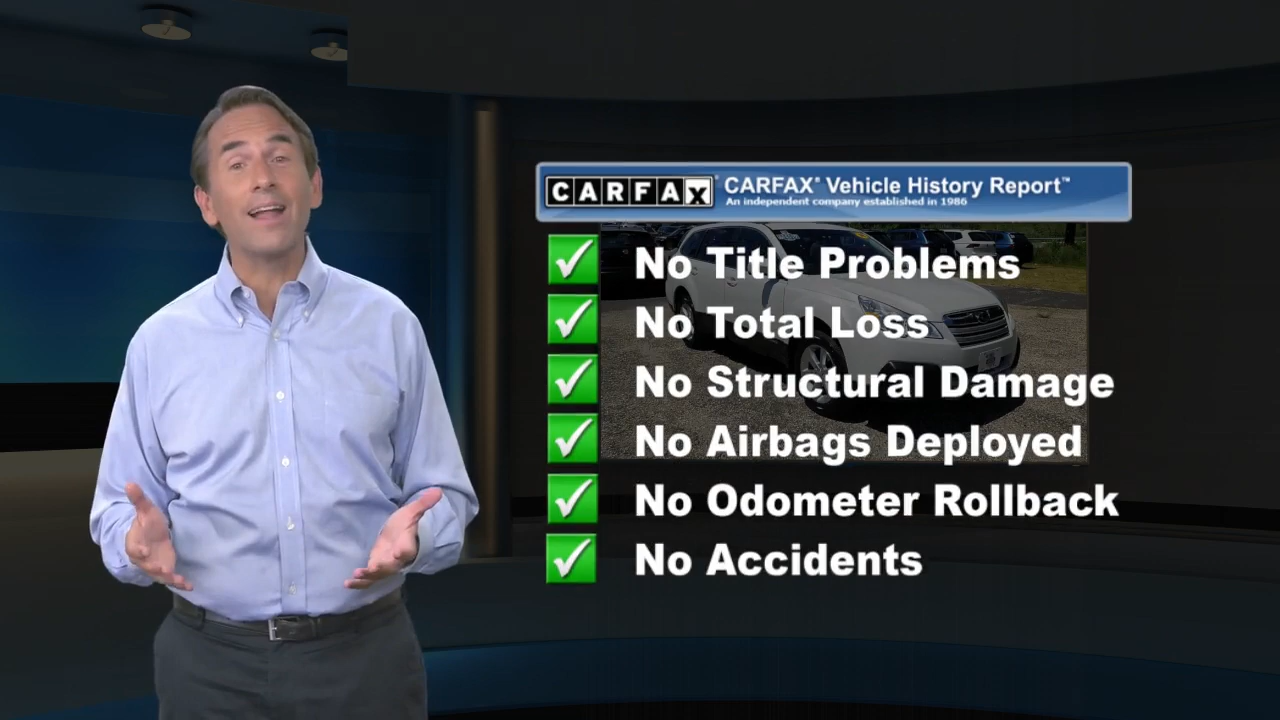 CARFAX
CARFAX® Vehicle History Report™
An independent company established in 1986
No Title Problems
No Total Loss
No Structural Damage
No Airbags Deployed
No Odometer Rollback
No Accidents